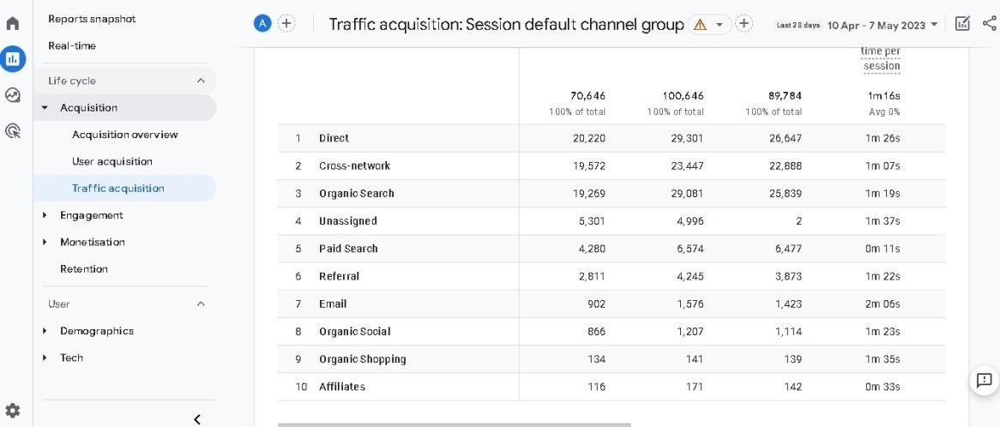 Reports snapshot
Real-time
Life cycle
Acquisition
Acquisition overview
User acquisition
Traffic acquisition
Engagement
Monetisation
Retention
User
Demographics
Tech
A Traffic acquisition: Session default channel group Last 28 days 10 Apr - 7 May 2023
time per
session
70,646 100,646 89,784 1m 16s
100% of total 100% of total 100% of total Avg 0%
1 Direct 20,220 29,301 26,647 1m 26s
2 Cross-network 19,572 23,447 22,888 1m 07s
3 Organic Search 19,269 29,081 25,839 1m 19s
4 Unassigned 5,301 4,996 2 1m 37s
5 Paid Search 4,280 6,574 6,477 0m 11s
6 Referral 2,811 4,245 3,873 1m 22s
7 Email 902 1,576 1,423 2m 06s
8 Organic Social 866 1,207 1,114 1m 23s
9 Organic Shopping 134 141 139 1m 35s
10 Affiliates 116 171 142 0m 33s